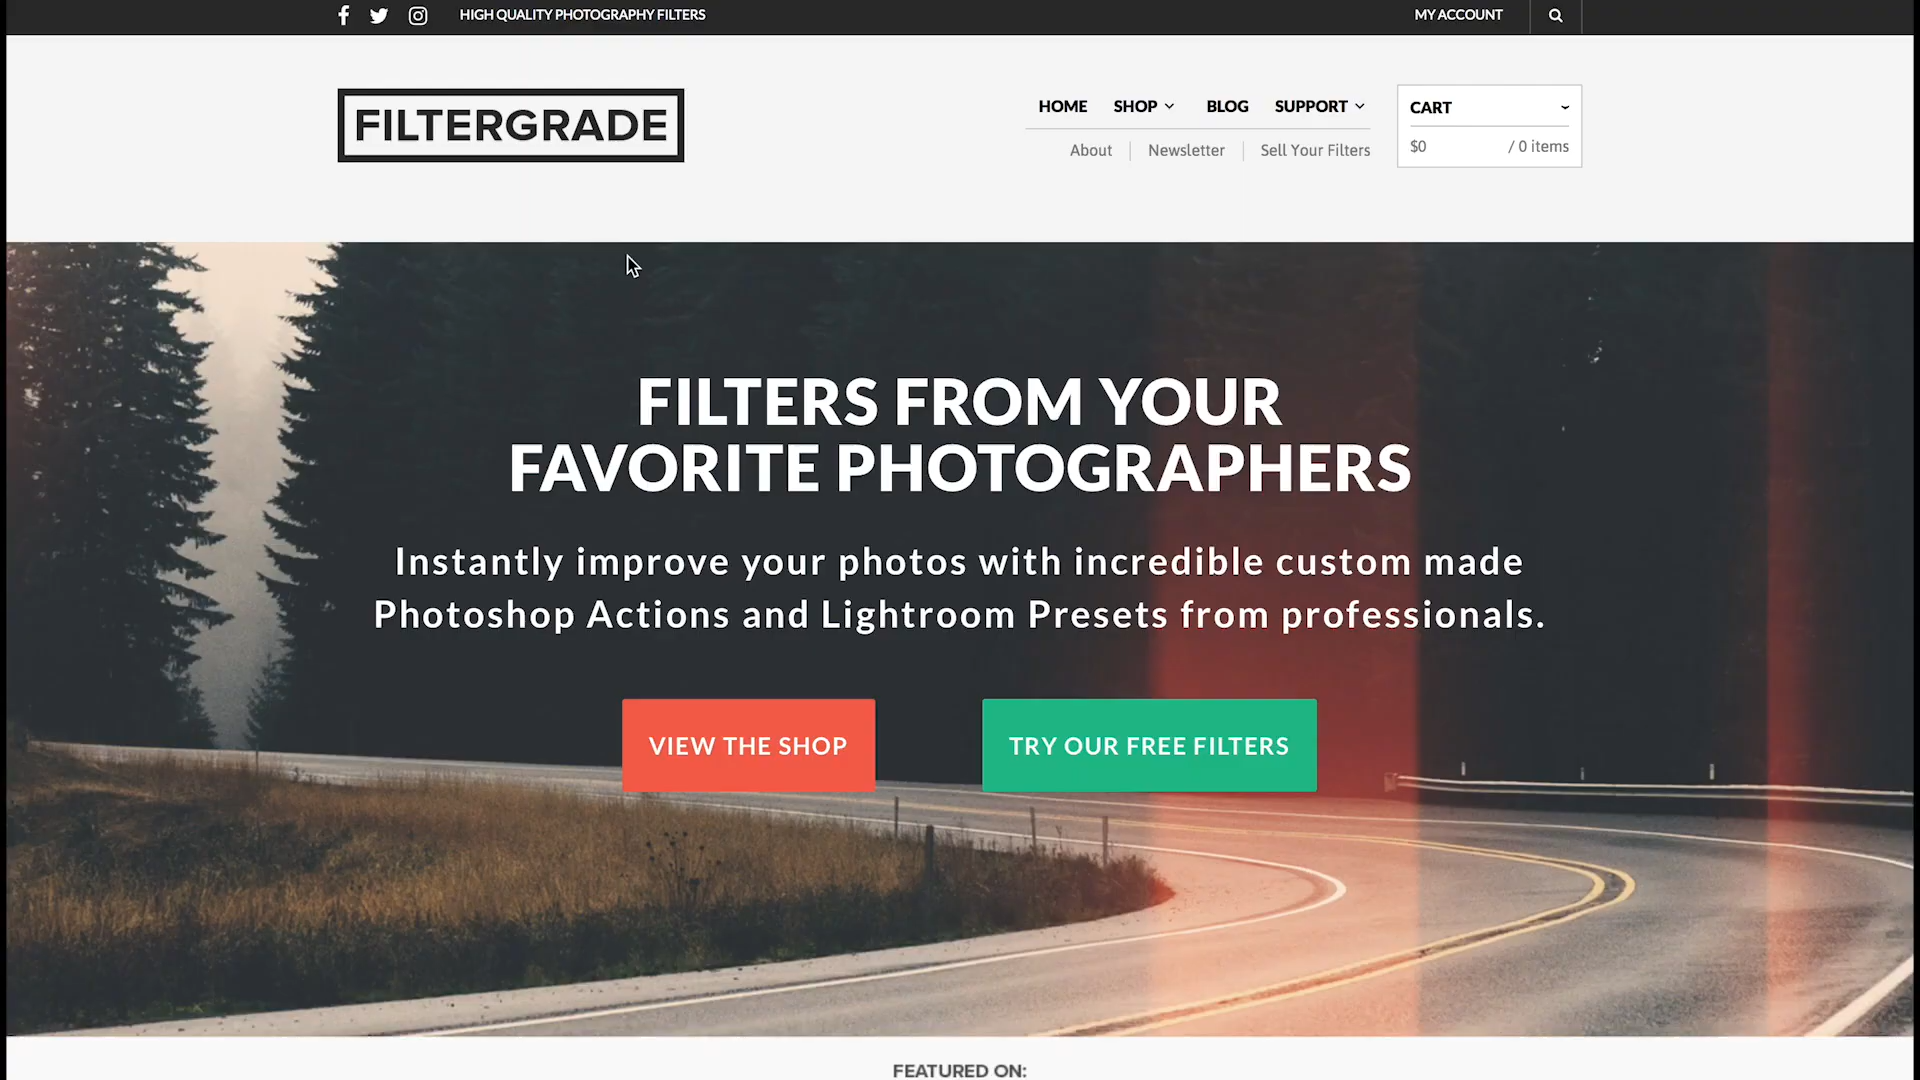 HIGH QUALITY PHOTOGRAPHY FILTERS
MY ACCOUNT
FILTERGRADE
HOME SHOP BLOG SUPPORT
About Newsletter Sell Your Filters
CART
$0 / 0 items
FILTERS FROM YOUR
FAVORITE PHOTOGRAPHERS
Instantly improve your photos with incredible custom made
Photoshop Actions and Lightroom Presets from professionals.
VIEW THE SHOP
TRY OUR FREE FILTERS
FEATURED ON: